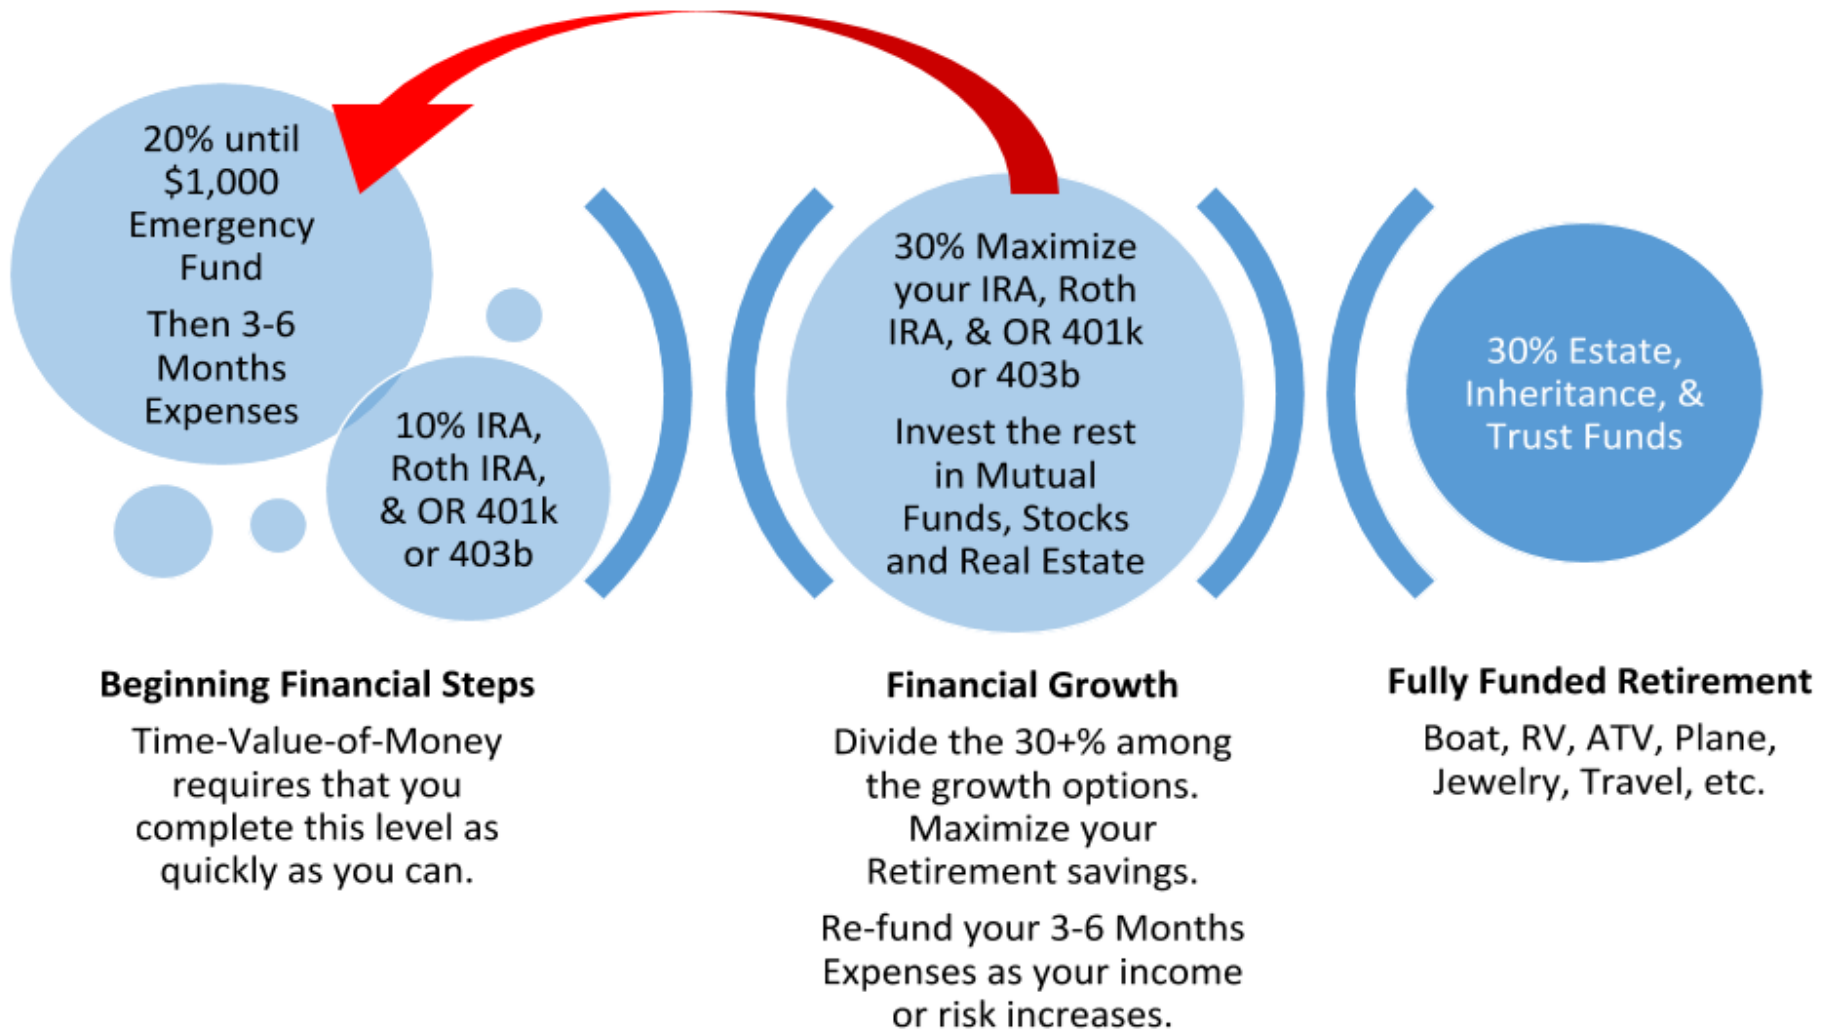 20% until
$1,000
Emergency
Fund
Then 3-6
Months
Expenses
10% IRA,
Roth IRA,
& OR 401k
or 403b
Beginning Financial Steps
Time-Value-of-Money
requires that you
complete this level as
quickly as you can.
30% Maximize
your IRA, Roth
IRA, & OR 401k
or 403b
Invest the rest
in Mutual
Funds, Stocks
and Real Estate
Financial Growth
Divide the 30+% among
the growth options.
Maximize your
Retirement savings.
Re-fund your 3-6 Months
Expenses as your income
or risk increases.
30% Estate,
Inheritance, &
Trust Funds
Fully Funded Retirement
Boat, RV, ATV, Plane,
Jewelry, Travel, etc.